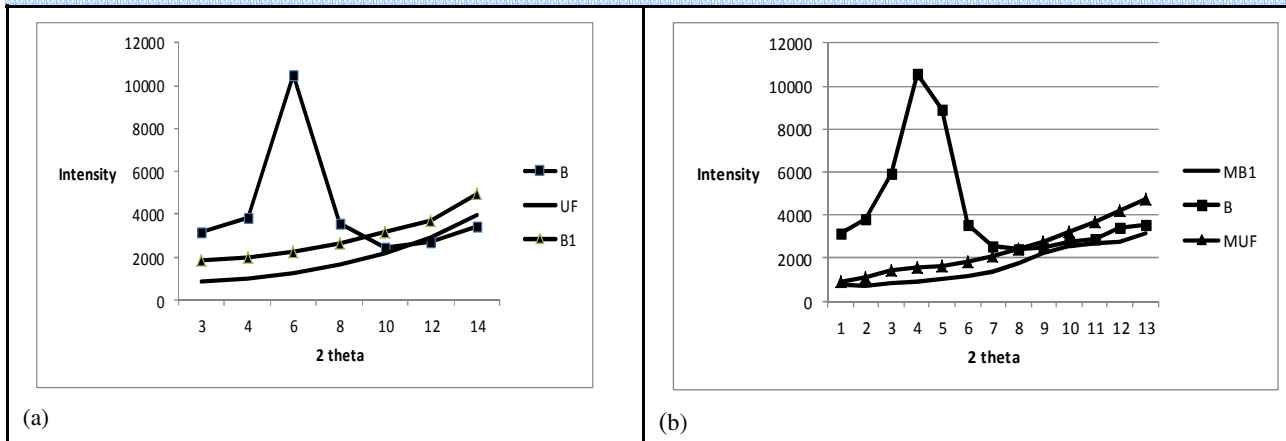 12000
10000
8000
6000
4000
2000
0
Intensity
3 4 6 8 10 12 14
2 theta
B
UF
B1
(a)
12000
10000
8000
6000
4000
2000
0
Intensity
1 2 3 4 5 6 7 8 9 10 11 12 13
2 theta
MB1
B
MUF
(b)